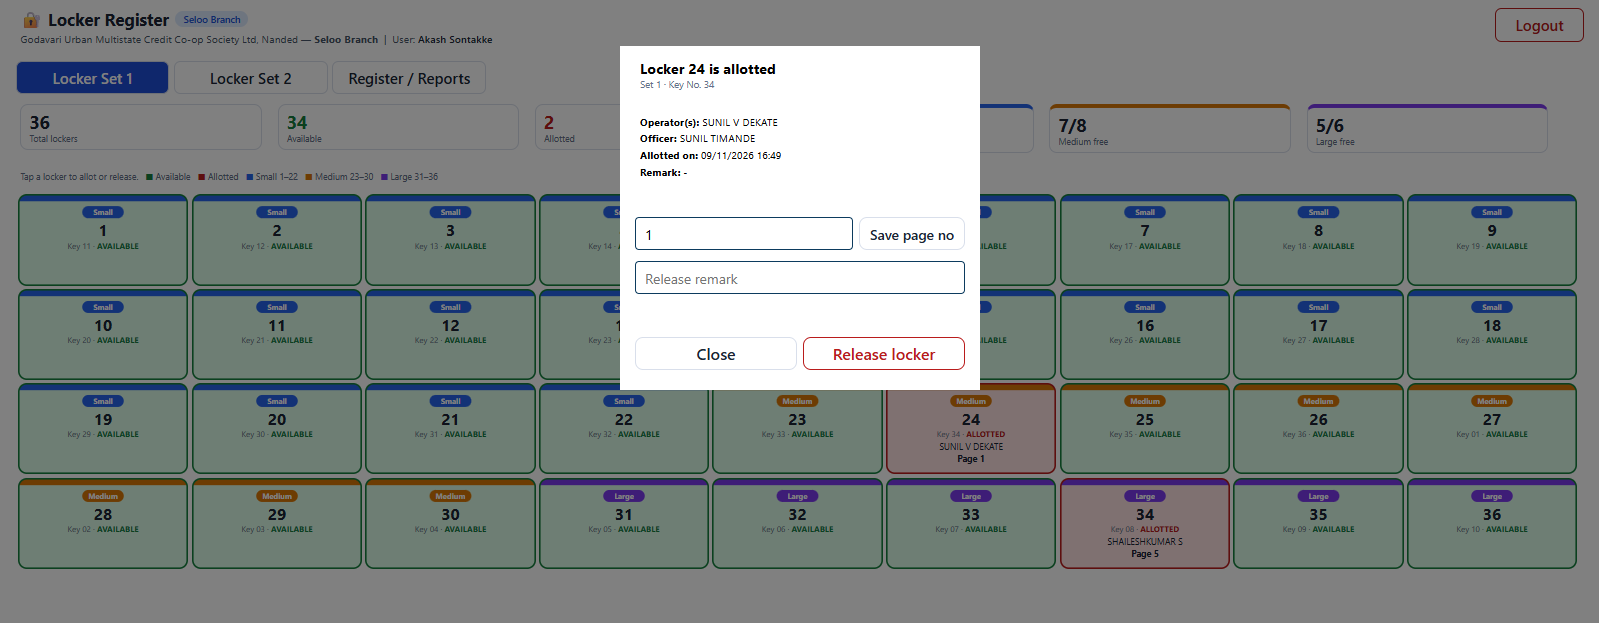 Locker Register Seloo Branch
Godavari Urban Multistate Credit Co-op Society Ltd, Nanded — Seloo Branch | User: Akash Sontakke
Logout
Locker Set 1
Locker Set 2
Register / Reports
36
Total lockers
34
Available
2
Allotted
7/8
Medium free
5/6
Large free
Tap a locker to allot or release. Available Allotted Small 1–22 Medium 23–30 Large 31–36
Locker 24 is allotted
Set 1 · Key No. 34
Operator(s): SUNIL V DEKATE
Officer: SUNIL TIMANDE
Allotted on: 09/11/2026 16:49
Remark: -
1
Save page no
Release remark
Close
Release locker
Small
1
Key 11 · AVAILABLE
Small
2
Key 12 · AVAILABLE
Small
3
Key 13 · AVAILABLE
Key 14 ·
Small
7
Key 17 · AVAILABLE
Small
8
Key 18 · AVAILABLE
Small
9
Key 19 · AVAILABLE
Small
10
Key 20 · AVAILABLE
Small
11
Key 21 · AVAILABLE
Small
12
Key 22 · AVAILABLE
Key 23 ·
Small
16
Key 26 · AVAILABLE
Small
17
Key 27 · AVAILABLE
Small
18
Key 28 · AVAILABLE
Small
19
Key 29 · AVAILABLE
Small
20
Key 30 · AVAILABLE
Small
21
Key 31 · AVAILABLE
Small
22
Key 32 · AVAILABLE
Medium
23
Key 33 · AVAILABLE
Medium
24
Key 34 · ALLOTTED
SUNIL V DEKATE
Page 1
Medium
25
Key 35 · AVAILABLE
Medium
26
Key 36 · AVAILABLE
Medium
27
Key 01 · AVAILABLE
Medium
28
Key 02 · AVAILABLE
Medium
29
Key 03 · AVAILABLE
Medium
30
Key 04 · AVAILABLE
Large
31
Key 05 · AVAILABLE
Large
32
Key 06 · AVAILABLE
Large
33
Key 07 · AVAILABLE
Large
34
Key 08 · ALLOTTED
SHAILESHKUMAR S
Page 5
Large
35
Key 09 · AVAILABLE
Large
36
Key 10 · AVAILABLE